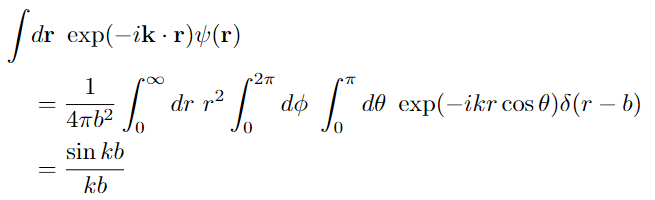 ∫ dr exp(−ik · r)ψ(r)
= 1/(4πb²) ∫₀^∞ dr r² ∫₀^{2π} dϕ ∫₀^π dθ exp(−ikr cos θ)δ(r − b)
= sin kb / kb